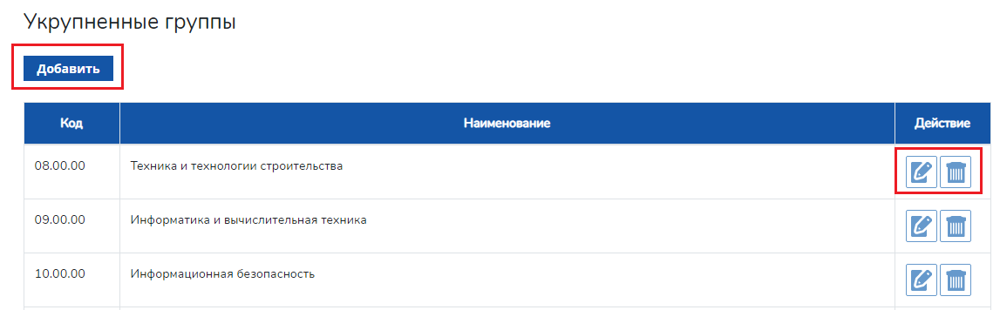 Укрупненные группы
Добавить
Код Наименование Действие
08.00.00 Техника и технологии строительства
09.00.00 Информатика и вычислительная техника
10.00.00 Информационная безопасность